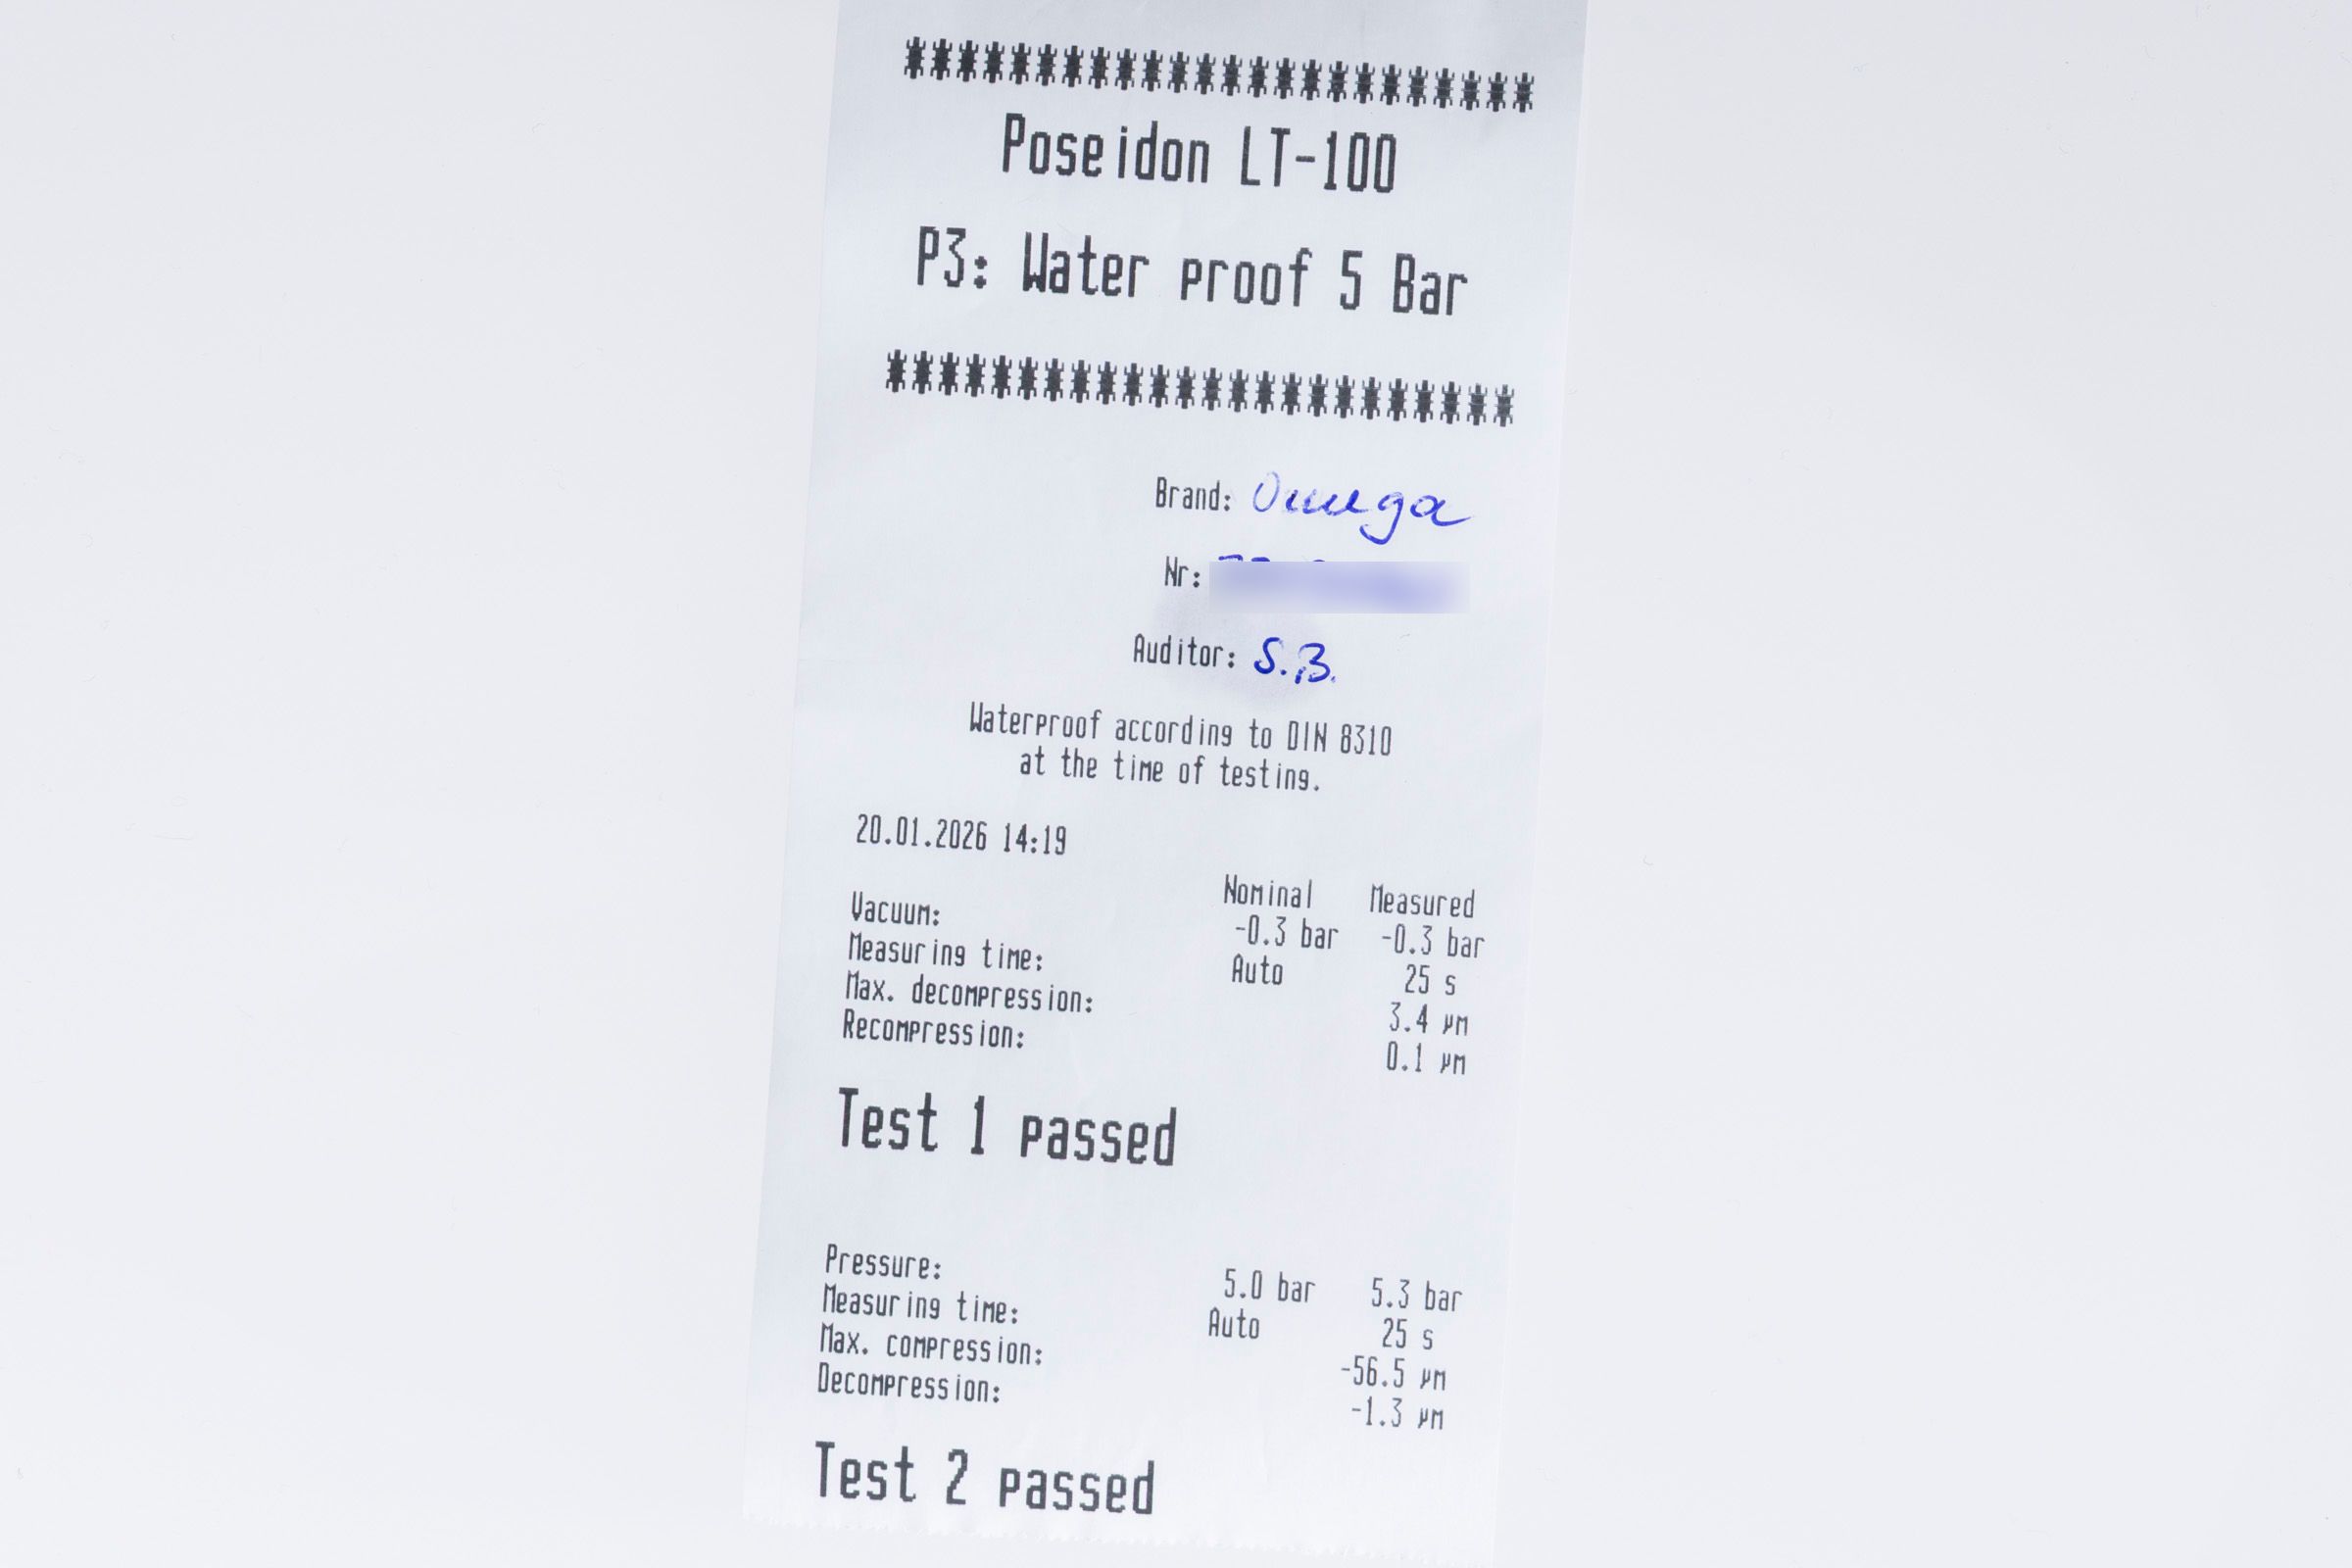 ************************
Poseidon LT-100
P3: Water proof 5 Bar
************************
Brand: Omega
Nr:
Auditor: S.B.
Waterproof according to DIN 8310
at the time of testing.
20.01.2026 14:19
Nominal Measured
Vacuum: -0.3 bar -0.3 bar
Measuring time: Auto 25 s
Max. decompression: 3.4 µm
Recompression: 0.1 µm
Test 1 passed
Pressure: 5.0 bar 5.3 bar
Measuring time: Auto 25 s
Max. compression: -56.5 µm
Decompression: -1.3 µm
Test 2 passed